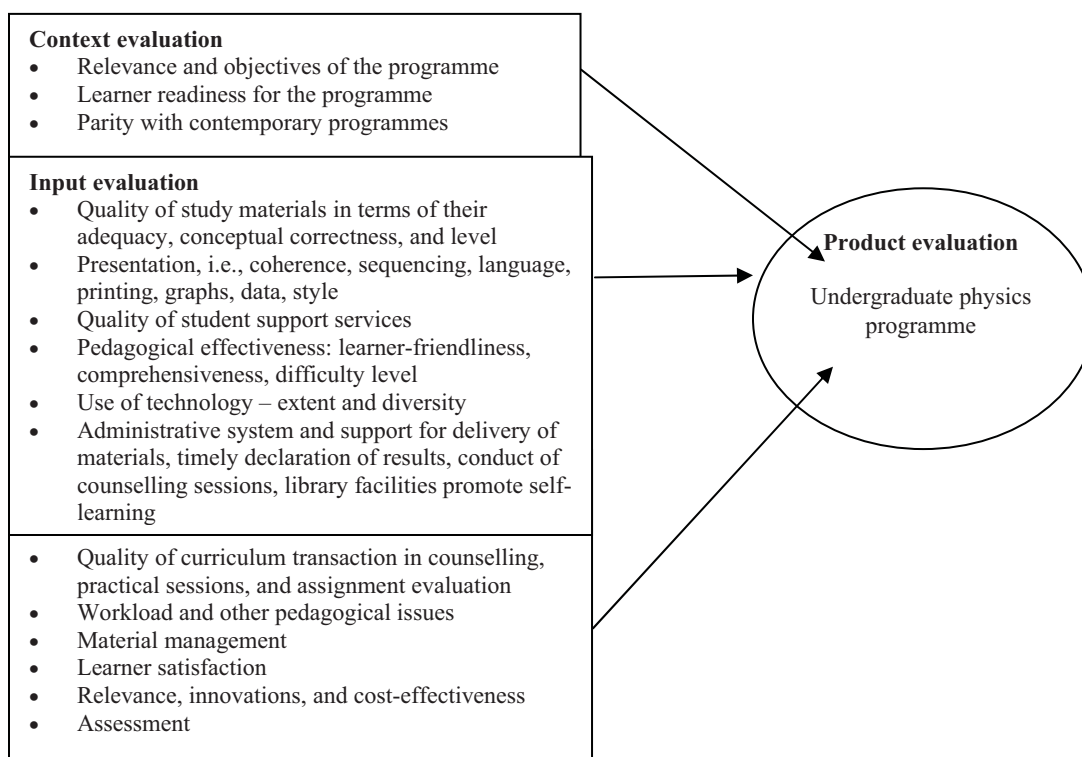 Context evaluation
• Relevance and objectives of the programme
• Learner readiness for the programme
• Parity with contemporary programmes
Input evaluation
• Quality of study materials in terms of their
adequacy, conceptual correctness, and level
• Presentation, i.e., coherence, sequencing, language,
printing, graphs, data, style
• Quality of student support services
• Pedagogical effectiveness: learner-friendliness,
comprehensiveness, difficulty level
• Use of technology – extent and diversity
• Administrative system and support for delivery of
materials, timely declaration of results, conduct of
counselling sessions, library facilities promote self-
learning
• Quality of curriculum transaction in counselling,
practical sessions, and assignment evaluation
• Workload and other pedagogical issues
• Material management
• Learner satisfaction
• Relevance, innovations, and cost-effectiveness
• Assessment
Product evaluation
Undergraduate physics
programme